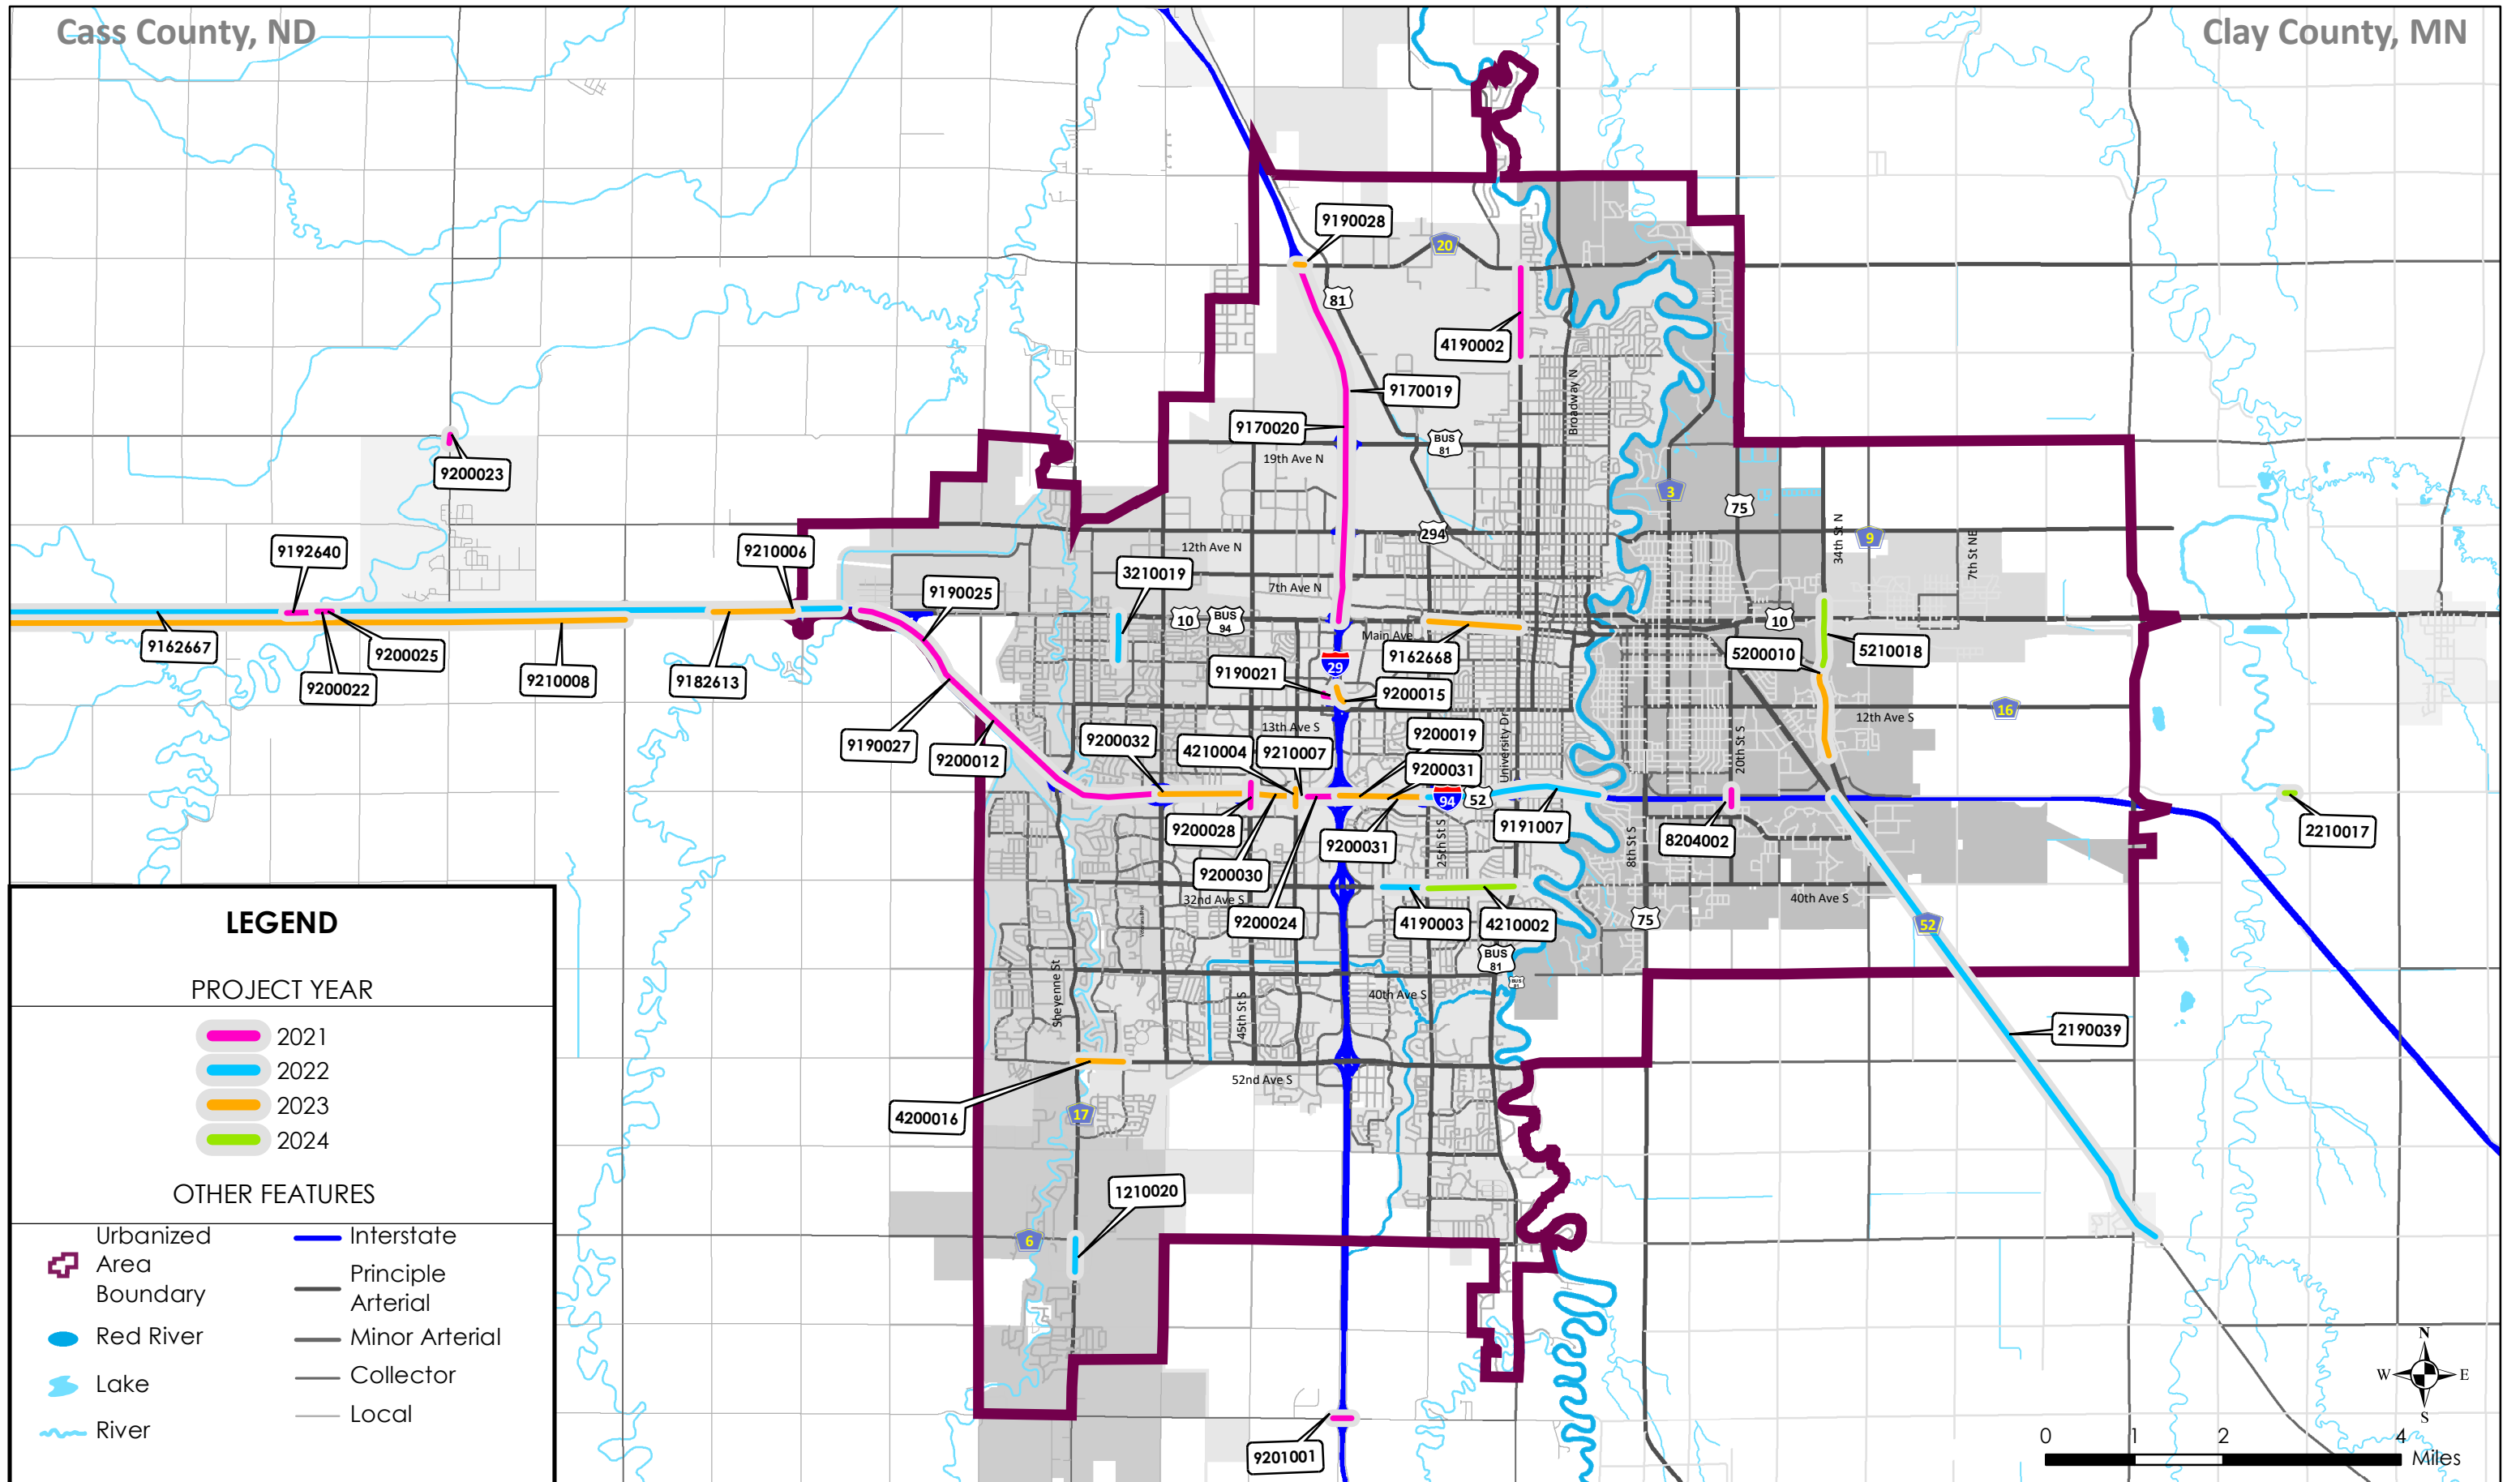 Cass County, ND
Clay County, MN
9190028
20
81
4190002
9170019
9170020
BUS
81
19th Ave N
Broadway N
9200023
3
75
294
34th St N
9
7th St NE
9192640
9210006
12th Ave N
3210019
7th Ave N
9190025
10
BUS
94
Main Ave
10
9162667
9200025
9200022
9210008
9182613
9162668
29
9190021
9200015
5200010
5210018
16
12th Ave S
13th Ave S
University Dr
20th St S
9190027
9200012
9200032
4210004
9210007
9200019
9200031
94
52
9200028
9200030
9200031
25th St S
9191007
8th St S
8204002
2210017
32nd Ave S
9200024
4190003
4210002
75
40th Ave S
52
BUS
81
BUS
81
Sheyenne St
45th St S
40th Ave S
2190039
52nd Ave S
4200016
17
1210020
6
9201001
LEGEND
PROJECT YEAR
2021
2022
2023
2024
OTHER FEATURES
Urbanized
Area
Boundary
Red River
Lake
River
Interstate
Principle
Arterial
Minor Arterial
Collector
Local
N
W
E
S
0 1 2 4
Miles